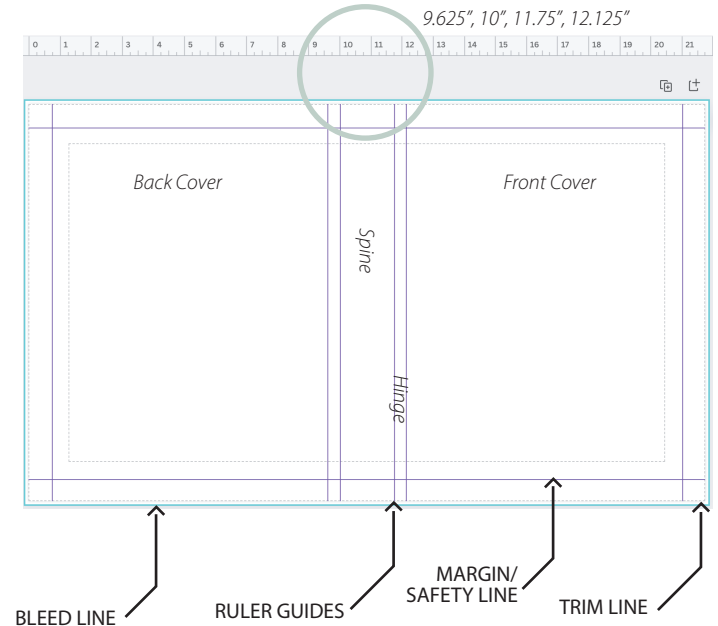 9.625”, 10”, 11.75”, 12.125”
0 1 2 3 4 5 6 7 8 9 10 11 12 13 14 15 16 17 18 19 20 21
Back Cover
Front Cover
Spine
Hinge
BLEED LINE
RULER GUIDES
MARGIN/
SAFETY LINE
TRIM LINE